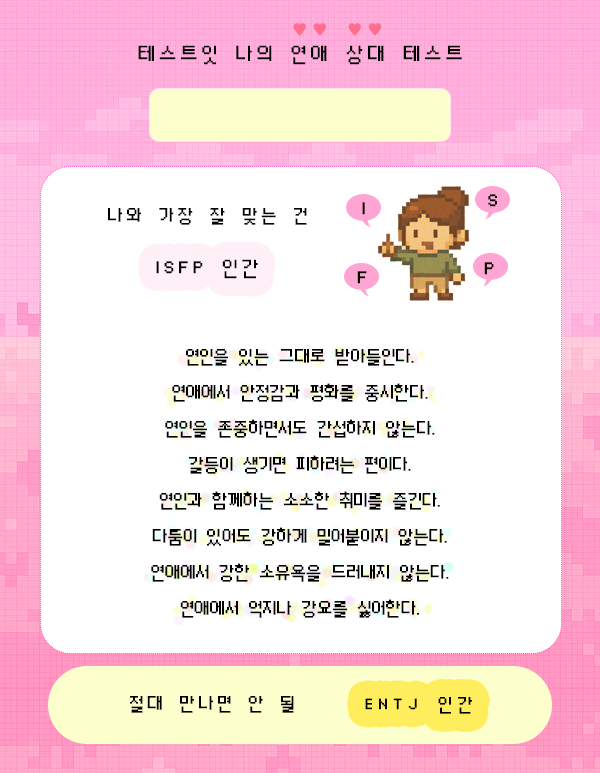 테스트잇 나의 연애 상대 테스트
나와 가장 잘 맞는 건
ISFP 인간
I
S
F
P
연인을 있는 그대로 받아들인다.
연애에서 안정감과 평화를 중시한다.
연인을 존중하면서도 간섭하지 않는다.
갈등이 생기면 피하려는 편이다.
연인과 함께하는 소소한 취미를 즐긴다.
다툼이 있어도 강하게 밀어붙이지 않는다.
연애에서 강한 소유욕을 드러내지 않는다.
연애에서 억지나 강요를 싫어한다.
절대 만나면 안 될 ENTJ 인간